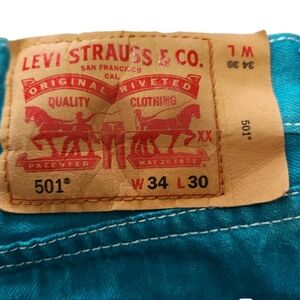 LEVI STRAUSS & CO.
SAN FRANCISCO
CAL.
ORIGINAL RIVETED
QUALITY CLOTHING
XX
PATENTED MAY 20 1873
501® W 34 L 30
W L
34 30
501®